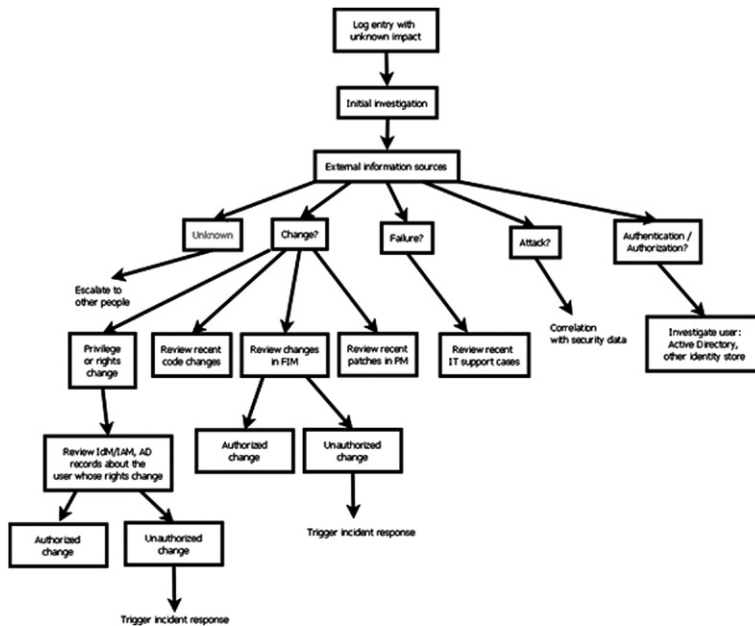 Log entry with
unknown impact
Initial investigation
External information sources
Unknown
Change?
Failure?
Attack?
Authentication /
Authorization?
Escalate to
other people
Privilege
or rights
change
Review recent
code changes
Review changes
in FIM
Review recent
patches in PM
Review recent
IT support cases
Correlation
with security data
Investigate user:
Active Directory,
other identity store
Review IdM/IAM, AD
records about the
user whose rights change
Authorized
change
Unauthorized
change
Trigger incident response
Authorized
change
Unauthorized
change
Trigger incident response